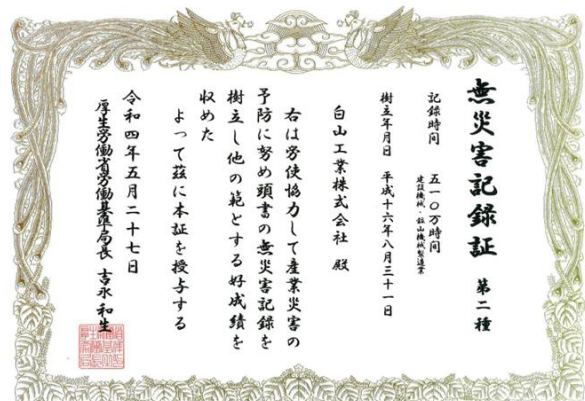 無災害記録証 第二種
記録時間 五一〇万時間
建設機械・鉱山機械製造業
樹立年月日 平成十六年八月三十一日
白山工業株式会社 殿
右は労使協力して産業災害の
予防に努め頭書の無災害記録を
樹立し他の範とする好成績を
収めた
よって茲に本証を授与する
令和四年五月二十七日
厚生労働省労働基準局長 吉永和生